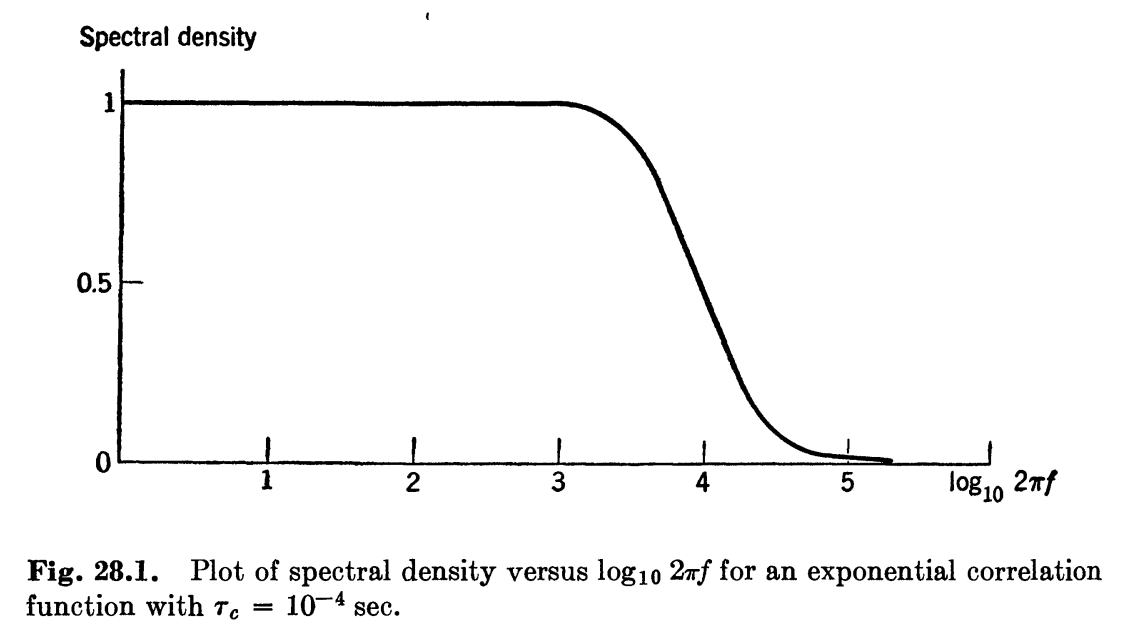 Spectral density
1
0.5
0
1 2 3 4 5 log₁₀ 2πf
Fig. 28.1. Plot of spectral density versus log₁₀ 2πf for an exponential correlation
function with τ_c = 10⁻⁴ sec.